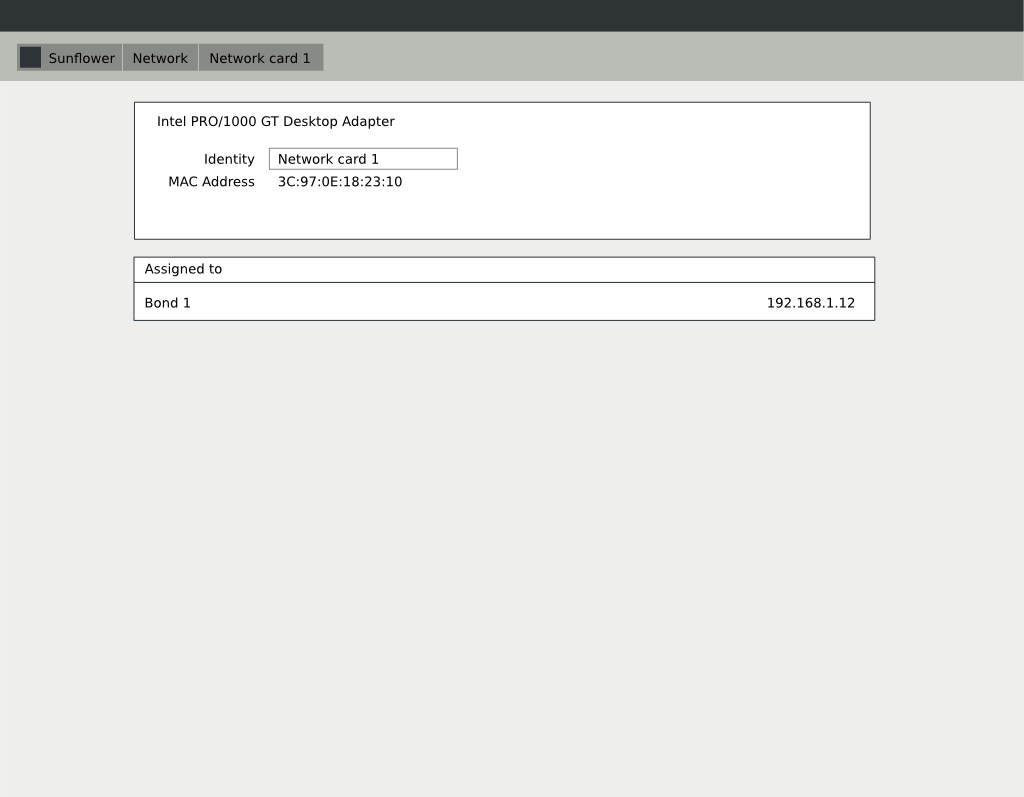 Sunflower Network Network card 1
Intel PRO/1000 GT Desktop Adapter
Identity Network card 1
MAC Address 3C:97:0E:18:23:10
Assigned to
Bond 1 192.168.1.12